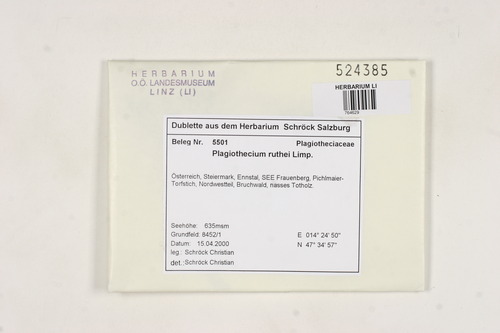 HERBARIUM
O.Ö. LANDESMUSEUM
LINZ (LI)
524385
HERBARIUM LI
Dublette aus dem Herbarium Schröck Salzburg
Beleg Nr. 5501 Plagiotheciaceae
Plagiothecium ruthei Limp.
Österreich, Steiermark, Ennstal, SEE Frauenberg, Pichlmaier-
Torfstich, Nordwestteil, Bruchwald, nasses Totholz.
Seehöhe: 635msm E 014° 24' 50"
Grundfeld: 8452/1 N 47° 34' 57"
Datum: 15.04.2000
leg.: Schröck Christian
det.: Schröck Christian